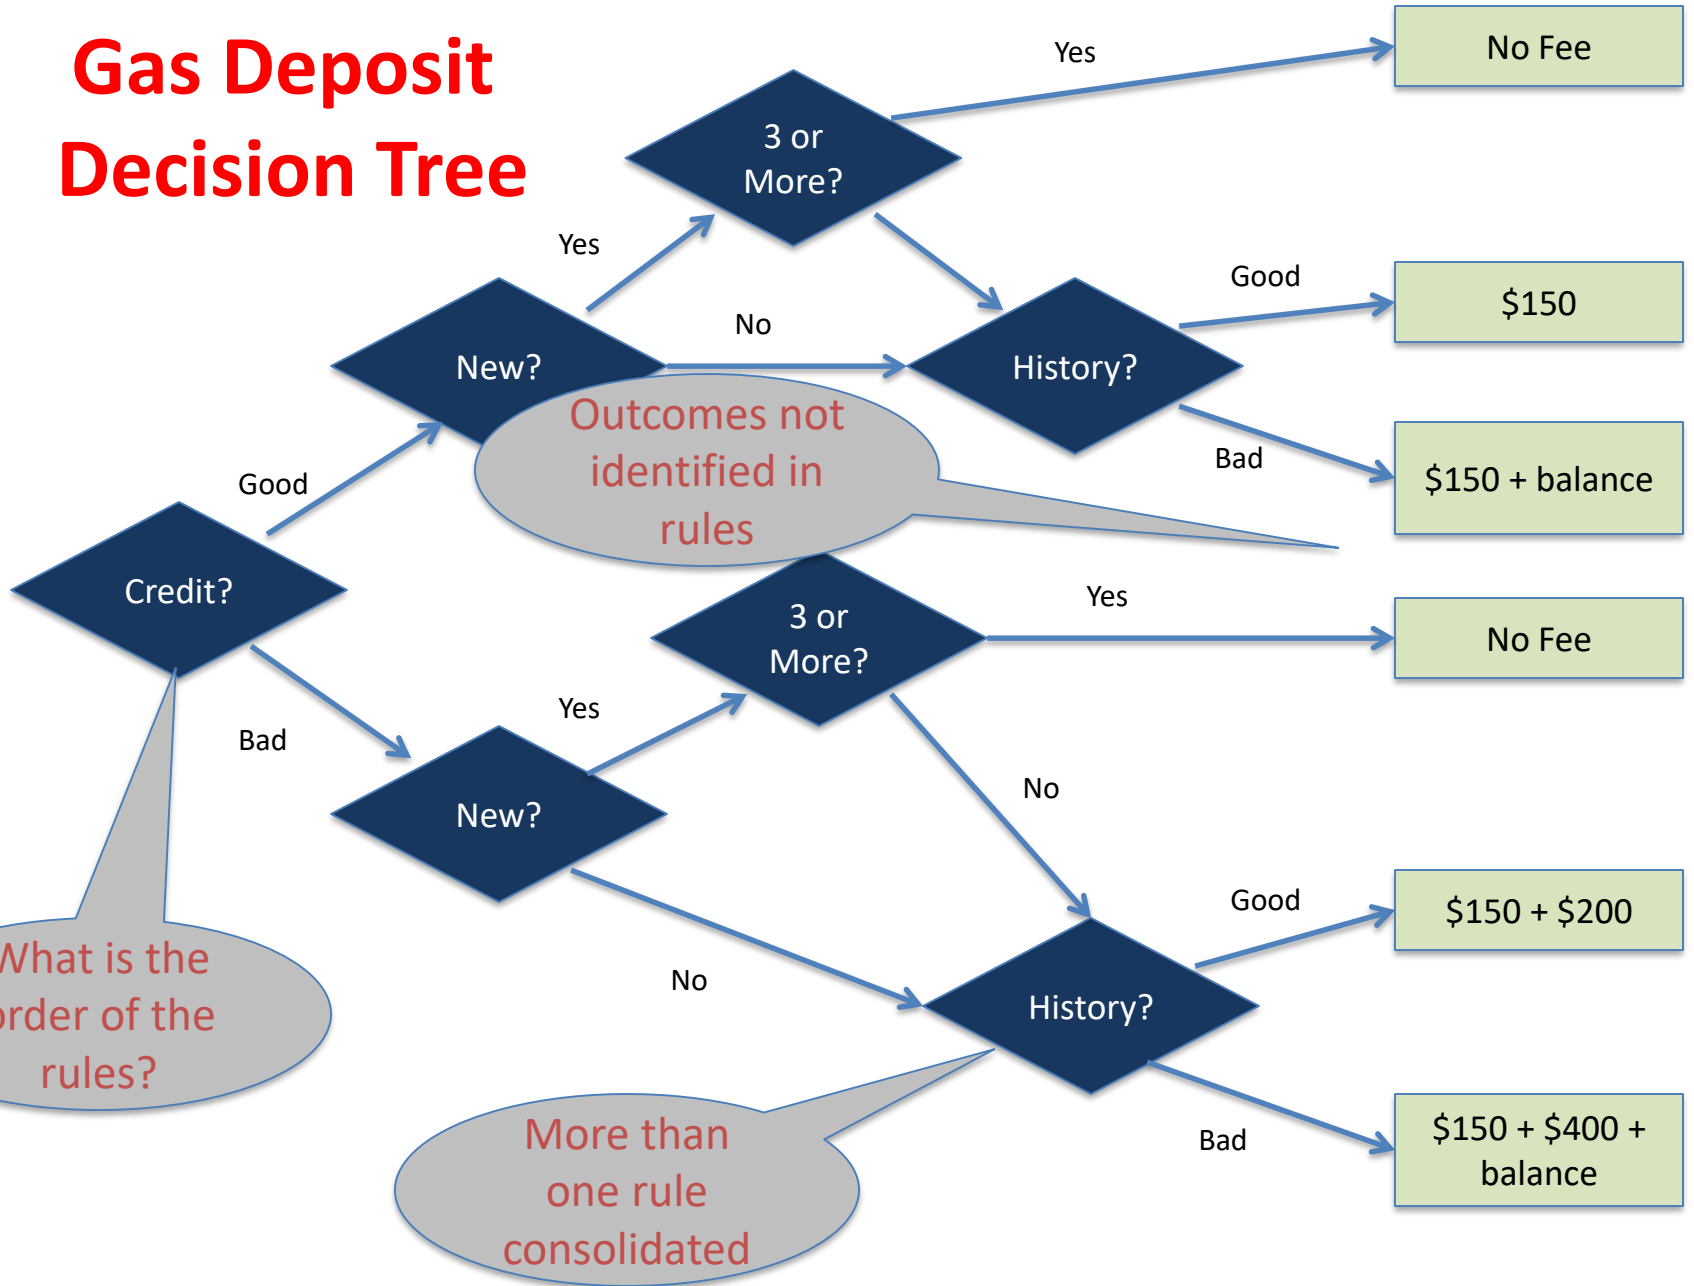 Gas Deposit
Decision Tree
Yes
No Fee
3 or
More?
Yes
Good
$150
No
New?
History?
Outcomes not
identified in
rules
Good
Bad
$150 + balance
Credit?
3 or
More?
Yes
No Fee
Yes
Bad
No
New?
Good
$150 + $200
What is the
order of the
rules?
No
History?
More than
one rule
consolidated
Bad
$150 + $400 +
balance